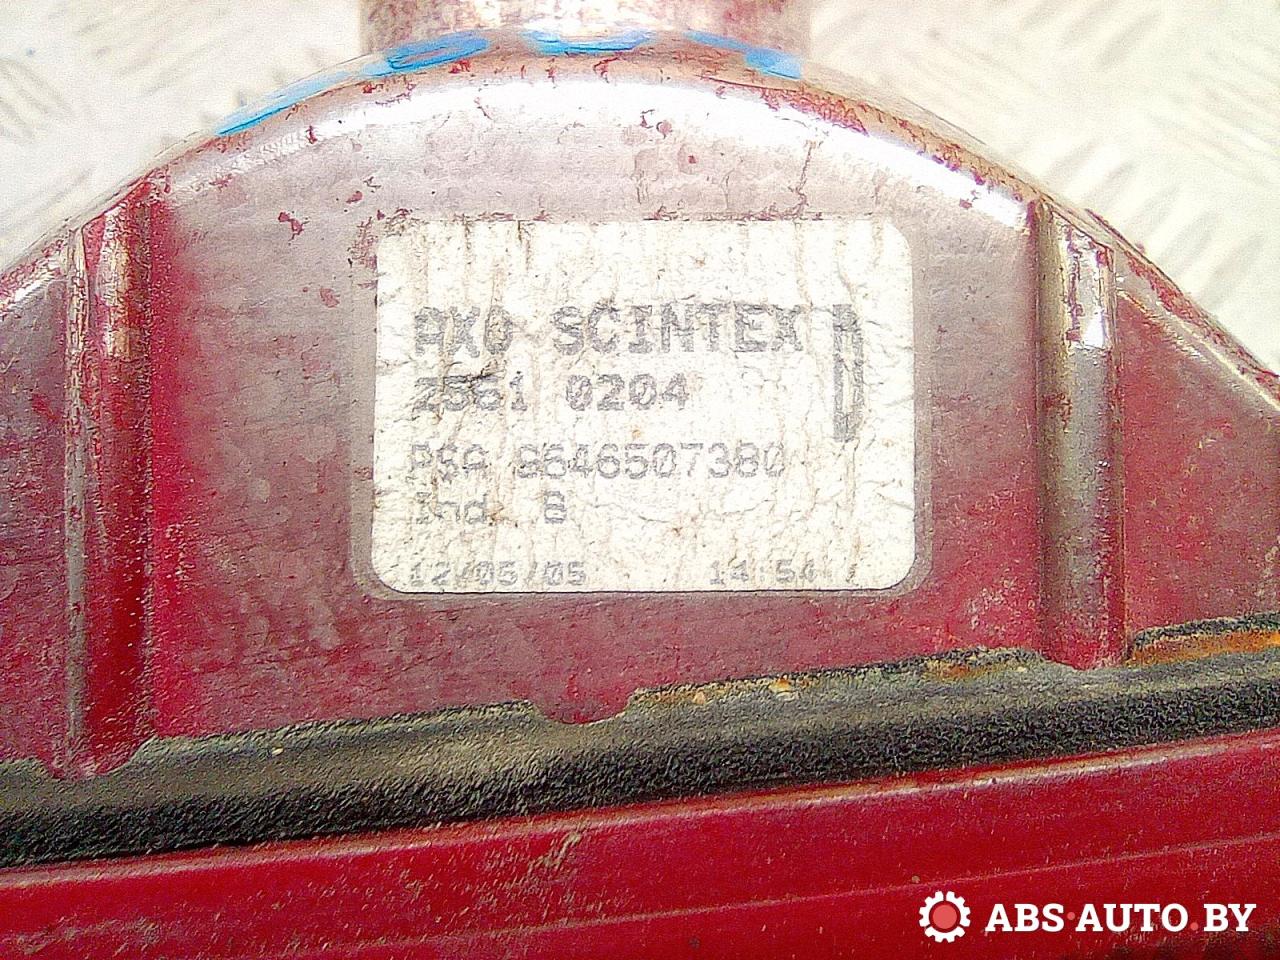 AXO SCINTEX
2561 0204
PSA 9646507380
Ind. B
12/05/05 14:54
ABS·AUTO.BY